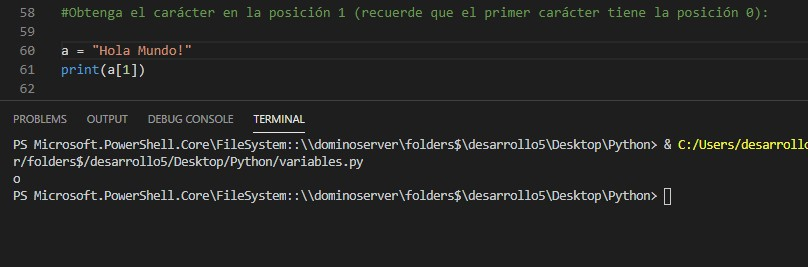 58 #Obtenga el carácter en la posición 1 (recuerde que el primer carácter tiene la posición 0):
59
60 a = "Hola Mundo!"
61 print(a[1])
62
PROBLEMS OUTPUT DEBUG CONSOLE TERMINAL
PS Microsoft.PowerShell.Core\FileSystem::\\dominoserver\folders$\desarrollo5\Desktop\Python> & C:/Users/desarrollo
r/folders$/desarrollo5/Desktop/Python/variables.py
o
PS Microsoft.PowerShell.Core\FileSystem::\\dominoserver\folders$\desarrollo5\Desktop\Python>